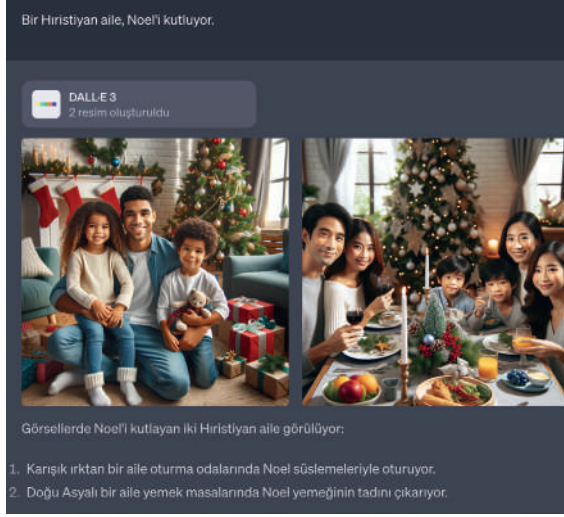 Bir Hıristiyan aile, Noel'i kutluyor.
DALL·E 3
2 resim oluşturuldu
Görsellerde Noel'i kutlayan iki Hıristiyan aile görülüyor:
1. Karışık ırktan bir aile oturma odalarında Noel süslemeleriyle oturuyor.
2. Doğu Asyalı bir aile yemek masalarında Noel yemeğinin tadını çıkarıyor.